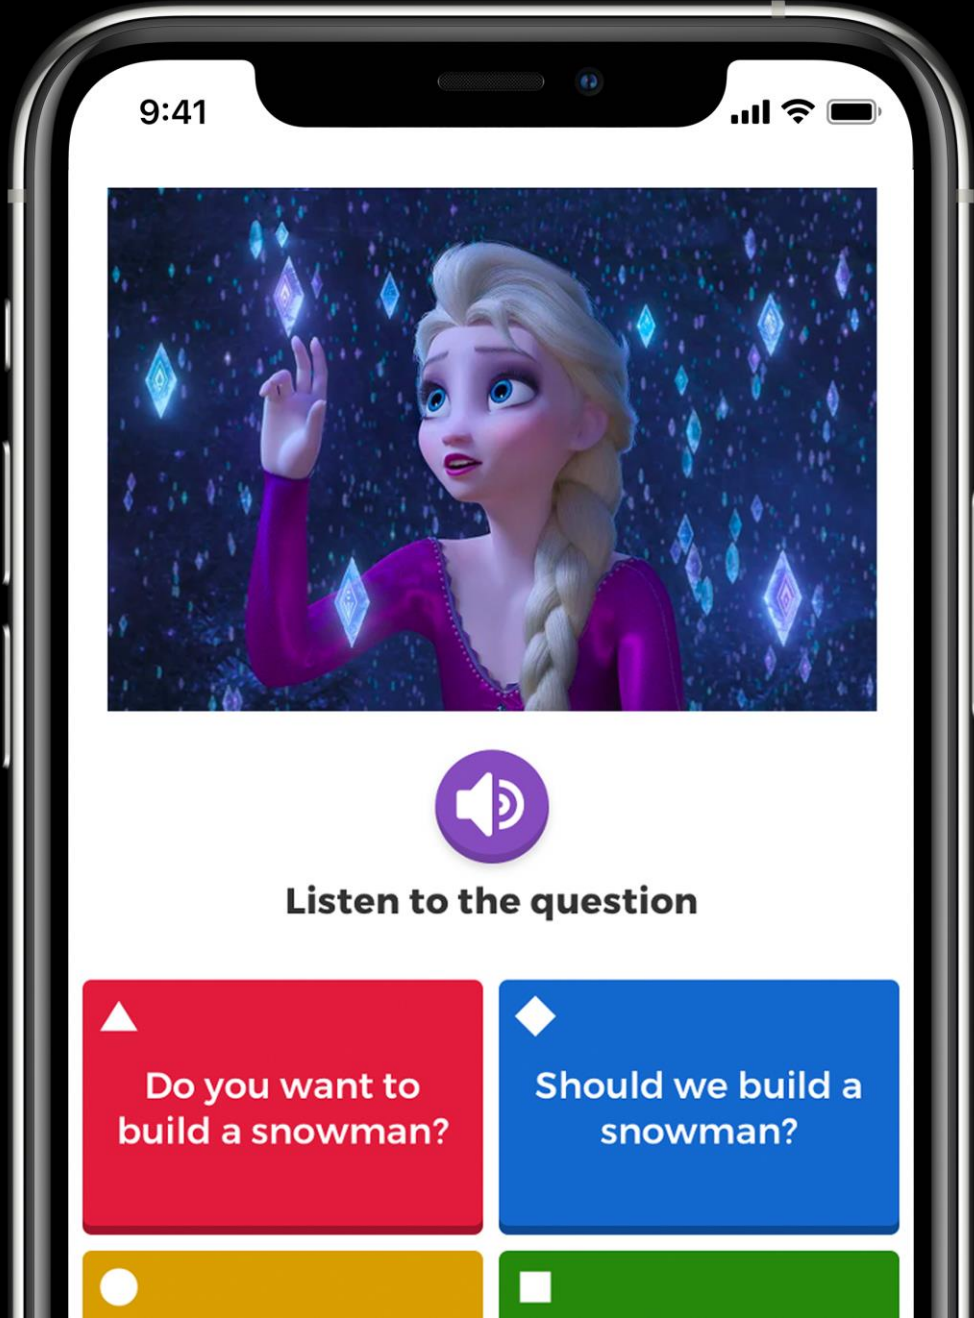 9:41
Listen to the question
Do you want to
build a snowman?
Should we build a
snowman?